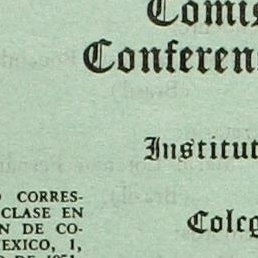 Comis
Conferen
Institut
Coleg
CORRES-
CLASE EN
N DE CO-
EXICO, 1,